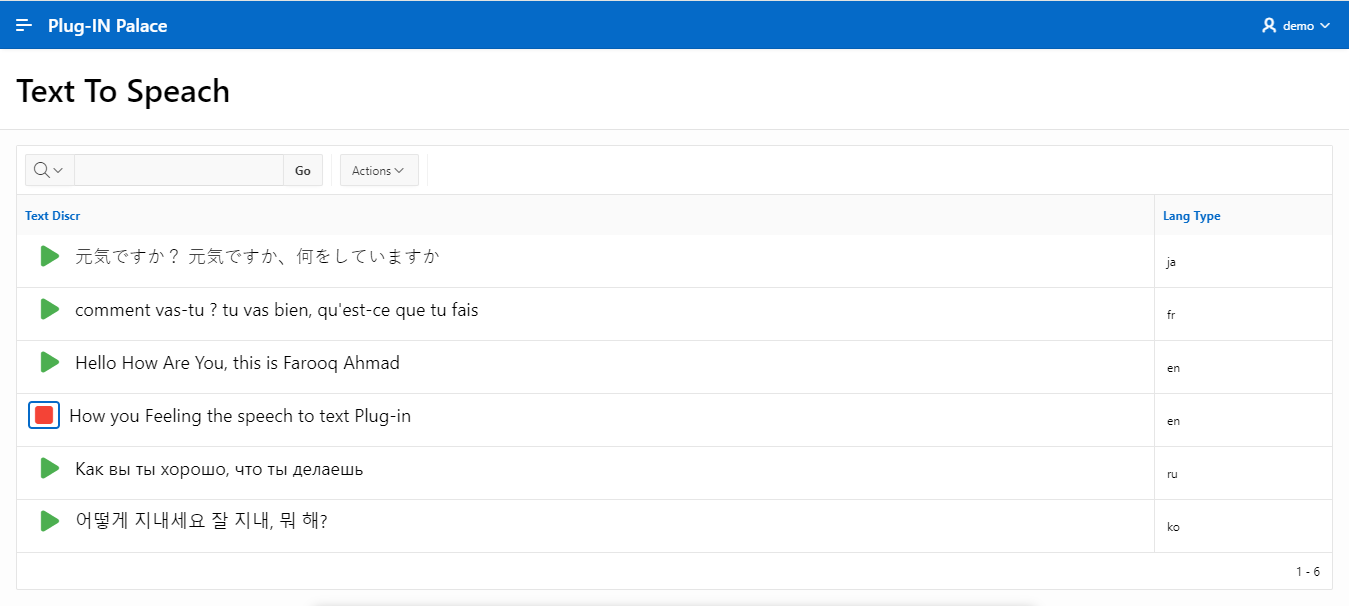 Plug-IN Palace
demo
Text To Speach
Go
Actions
Text Discr
Lang Type
元気ですか？ 元気ですか、何をしていますか
ja
comment vas-tu ? tu vas bien, qu'est-ce que tu fais
fr
Hello How Are You, this is Farooq Ahmad
en
How you Feeling the speech to text Plug-in
en
Как вы ты хорошо, что ты делаешь
ru
어떻게 지내세요 잘 지내, 뭐 해?
ko
1 - 6